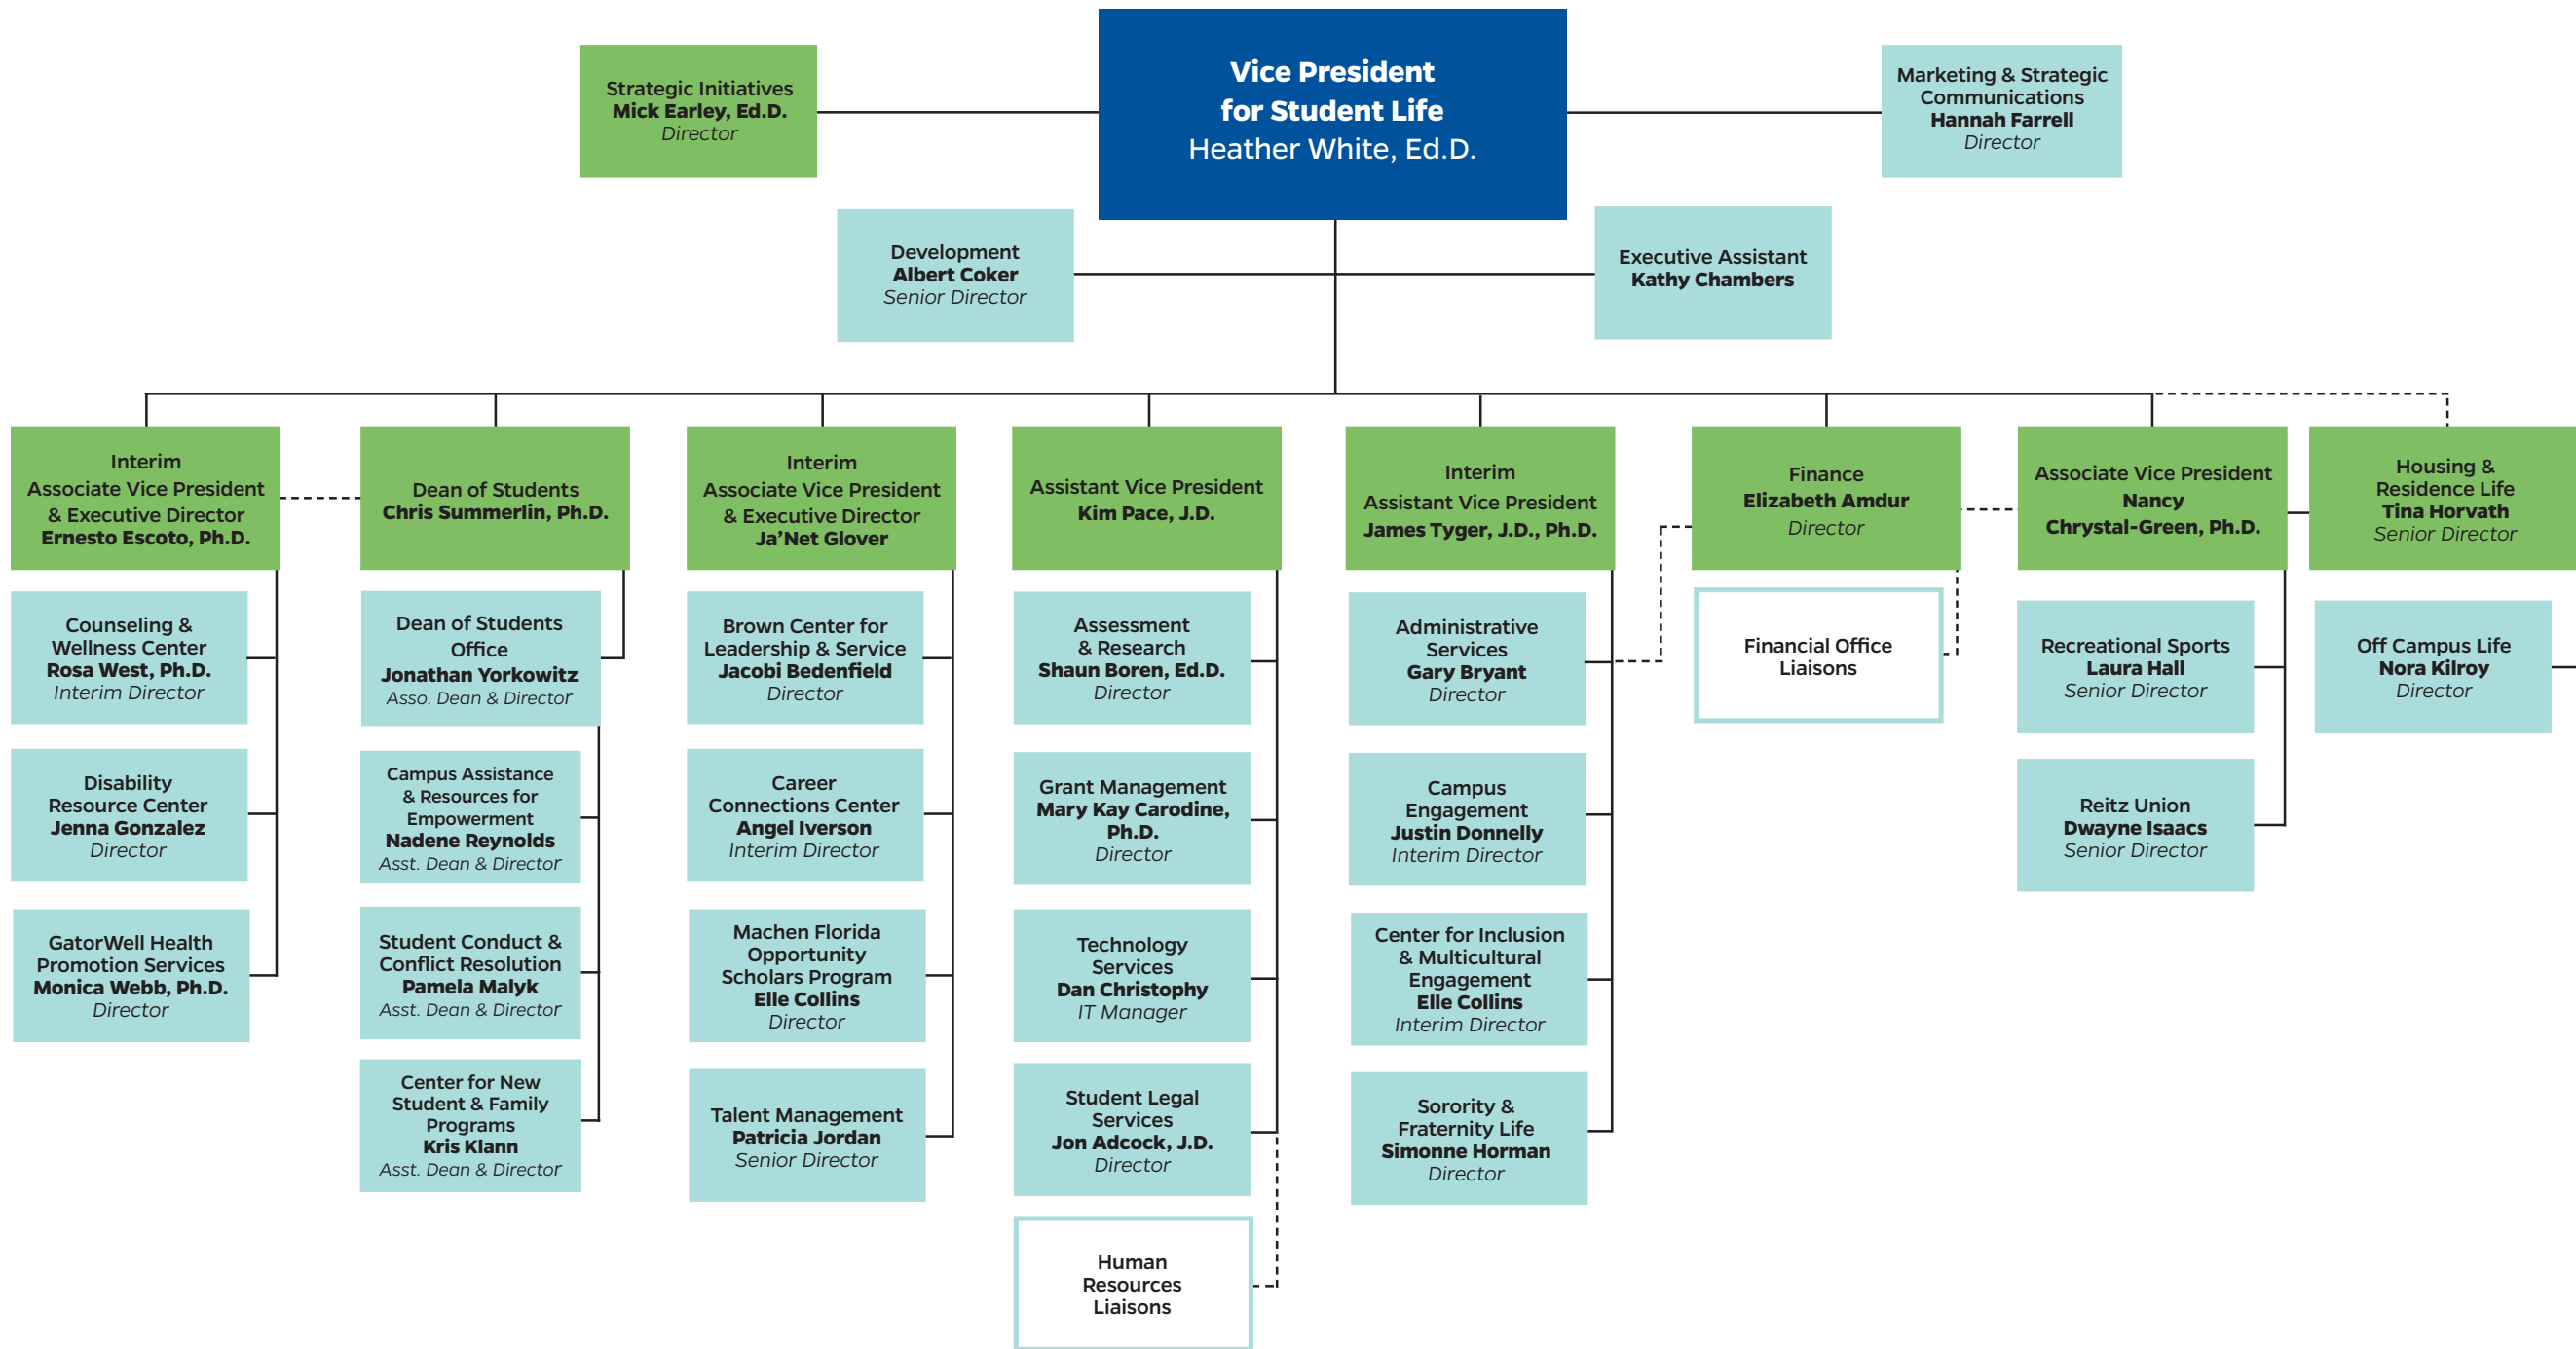 Vice President
for Student Life
Heather White, Ed.D.
Strategic Initiatives
Mick Earley, Ed.D.
Director
Marketing & Strategic
Communications
Hannah Farrell
Director
Development
Albert Coker
Senior Director
Executive Assistant
Kathy Chambers
Interim
Associate Vice President
& Executive Director
Ernesto Escoto, Ph.D.
Counseling &
Wellness Center
Rosa West, Ph.D.
Interim Director
Disability
Resource Center
Jenna Gonzalez
Director
GatorWell Health
Promotion Services
Monica Webb, Ph.D.
Director
Dean of Students
Chris Summerlin, Ph.D.
Dean of Students
Office
Jonathan Yorkowitz
Asso. Dean & Director
Campus Assistance
& Resources for
Empowerment
Nadene Reynolds
Asst. Dean & Director
Student Conduct &
Conflict Resolution
Pamela Malyk
Asst. Dean & Director
Center for New
Student & Family
Programs
Kris Klann
Asst. Dean & Director
Interim
Associate Vice President
& Executive Director
Ja’Net Glover
Brown Center for
Leadership & Service
Jacobi Bedenfield
Director
Career
Connections Center
Angel Iverson
Interim Director
Machen Florida
Opportunity
Scholars Program
Elle Collins
Director
Talent Management
Patricia Jordan
Senior Director
Assistant Vice President
Kim Pace, J.D.
Assessment
& Research
Shaun Boren, Ed.D.
Director
Grant Management
Mary Kay Carodine,
Ph.D.
Director
Technology
Services
Dan Christophy
IT Manager
Student Legal
Services
Jon Adcock, J.D.
Director
Human
Resources
Liaisons
Interim
Assistant Vice President
James Tyger, J.D., Ph.D.
Administrative
Services
Gary Bryant
Director
Campus
Engagement
Justin Donnelly
Interim Director
Center for Inclusion
& Multicultural
Engagement
Elle Collins
Interim Director
Sorority &
Fraternity Life
Simonne Horman
Director
Finance
Elizabeth Amdur
Director
Financial Office
Liaisons
Associate Vice President
Nancy
Chrystal-Green, Ph.D.
Recreational Sports
Laura Hall
Senior Director
Reitz Union
Dwayne Isaacs
Senior Director
Housing &
Residence Life
Tina Horvath
Senior Director
Off Campus Life
Nora Kilroy
Director